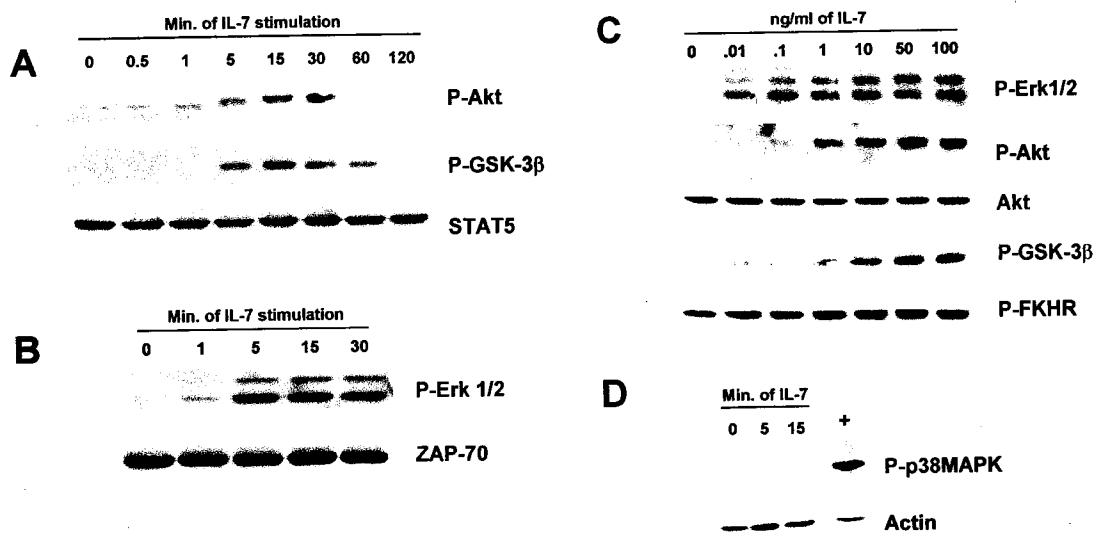 A
Min. of IL-7 stimulation
0 0.5 1 5 15 30 60 120
P-Akt
P-GSK-3β
STAT5
B
Min. of IL-7 stimulation
0 1 5 15 30
P-Erk 1/2
ZAP-70
C
ng/ml of IL-7
0 .01 .1 1 10 50 100
P-Erk1/2
P-Akt
Akt
P-GSK-3β
P-FKHR
D
Min. of IL-7
0 5 15 +
P-p38MAPK
Actin